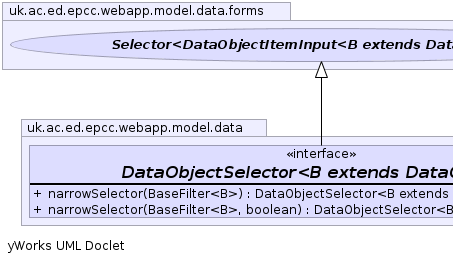 uk.ac.ed.epcc.webapp.model.data.forms
Selector<DataObjectItemInput<B extends Data
uk.ac.ed.epcc.webapp.model.data
«interface»
DataObjectSelector<B extends DataO
+ narrowSelector(BaseFilter<B>) : DataObjectSelector<B extends
+ narrowSelector(BaseFilter<B>, boolean) : DataObjectSelector<B
yWorks UML Doclet